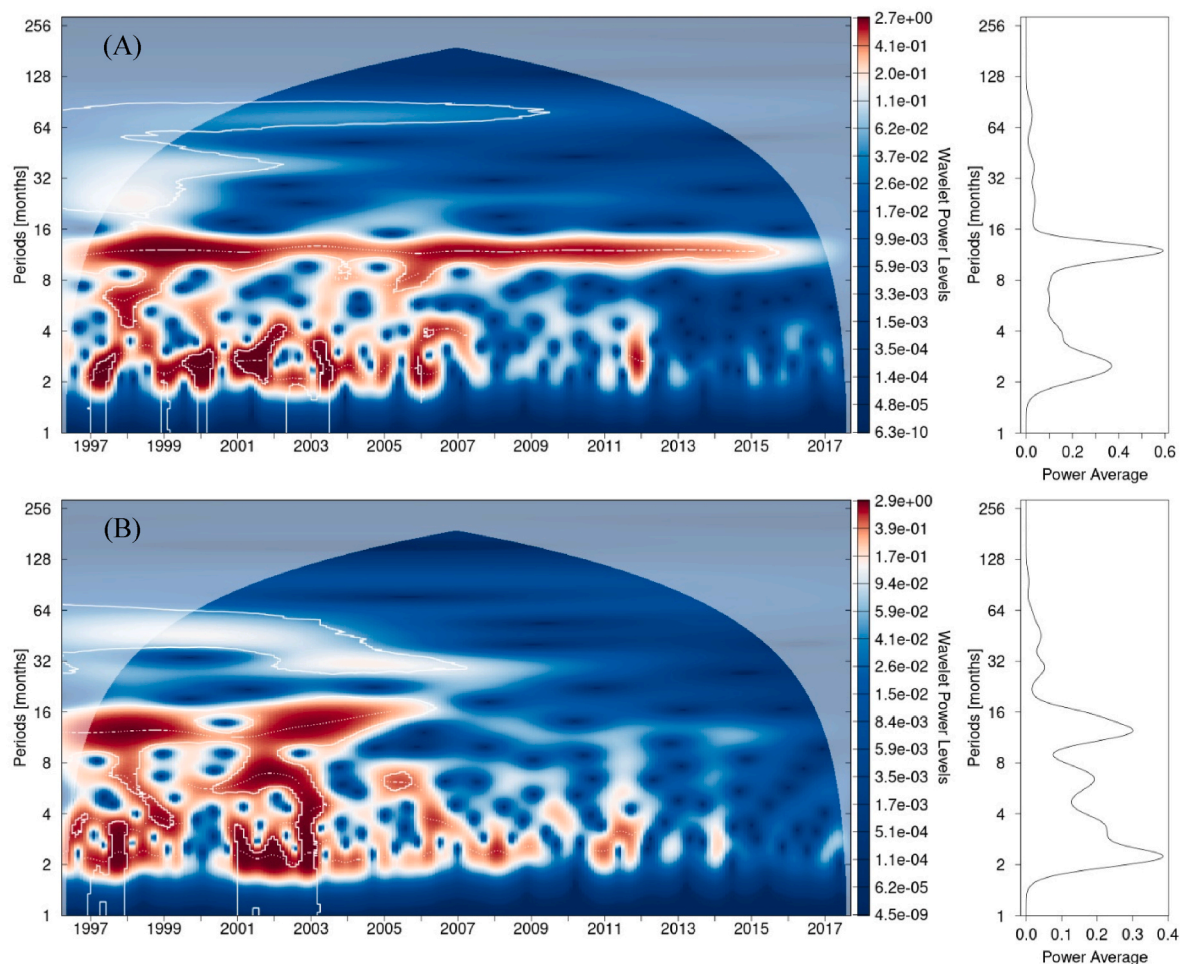 (A)
Periods [months]
256
128
64
32
16
8
4
2
1
1997 1999 2001 2003 2005 2007 2009 2011 2013 2015 2017
2.7e+00
4.1e-01
2.0e-01
1.1e-01
6.2e-02
3.7e-02
2.6e-02
1.7e-02
9.9e-03
5.9e-03
3.3e-03
1.5e-03
3.5e-04
1.4e-04
4.8e-05
6.3e-10
Wavelet Power Levels
Periods [months]
256
128
64
32
16
8
4
2
1
0.0 0.2 0.4 0.6
Power Average
(B)
Periods [months]
256
128
64
32
16
8
4
2
1
1997 1999 2001 2003 2005 2007 2009 2011 2013 2015 2017
2.9e+00
3.9e-01
1.7e-01
9.4e-02
5.9e-02
4.1e-02
2.6e-02
1.5e-02
8.4e-03
5.7e-03
3.5e-03
1.7e-03
5.1e-04
1.1e-04
6.2e-05
4.5e-09
Wavelet Power Levels
Periods [months]
256
128
64
32
16
8
4
2
1
0.0 0.1 0.2 0.3 0.4
Power Average